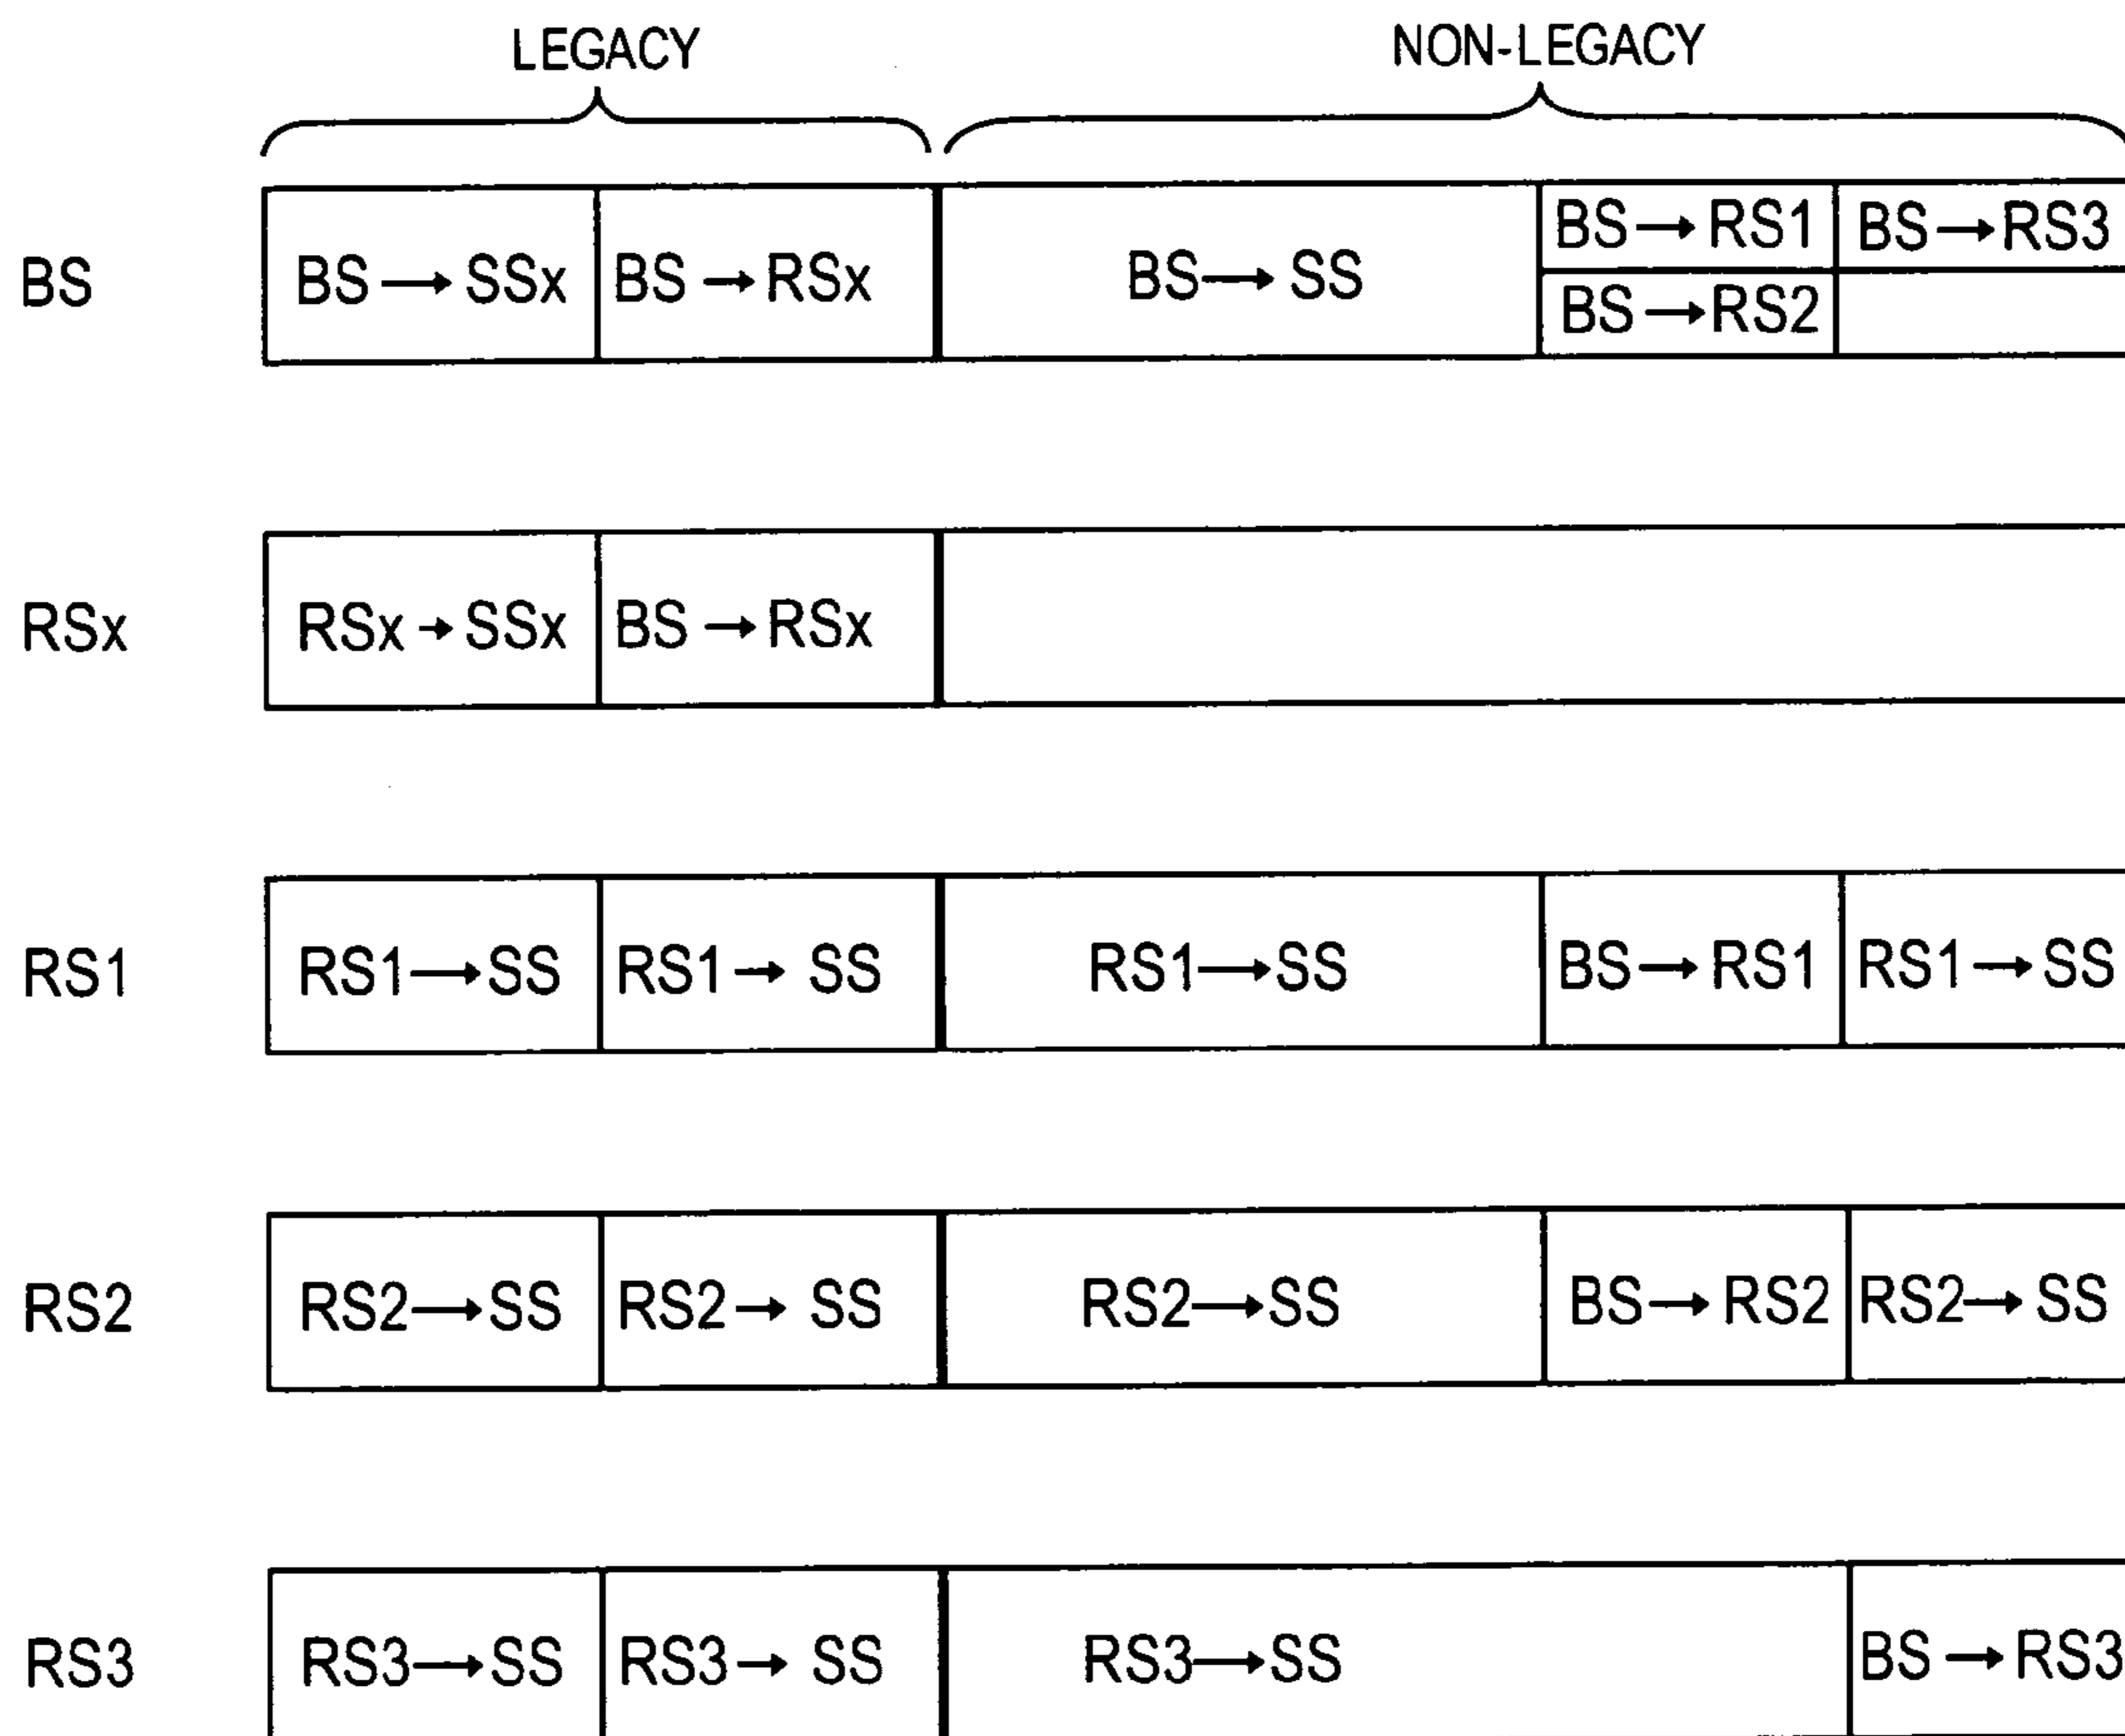 LEGACY NON-LEGACY
BS BS → SSx BS → RSx BS → SS BS → RS1 BS → RS3
BS → RS2
RSx RSx → SSx BS → RSx
RS1 RS1 → SS RS1 → SS RS1 → SS BS → RS1 RS1 → SS
RS2 RS2 → SS RS2 → SS RS2 → SS BS → RS2 RS2 → SS
RS3 RS3 → SS RS3 → SS RS3 → SS BS → RS3